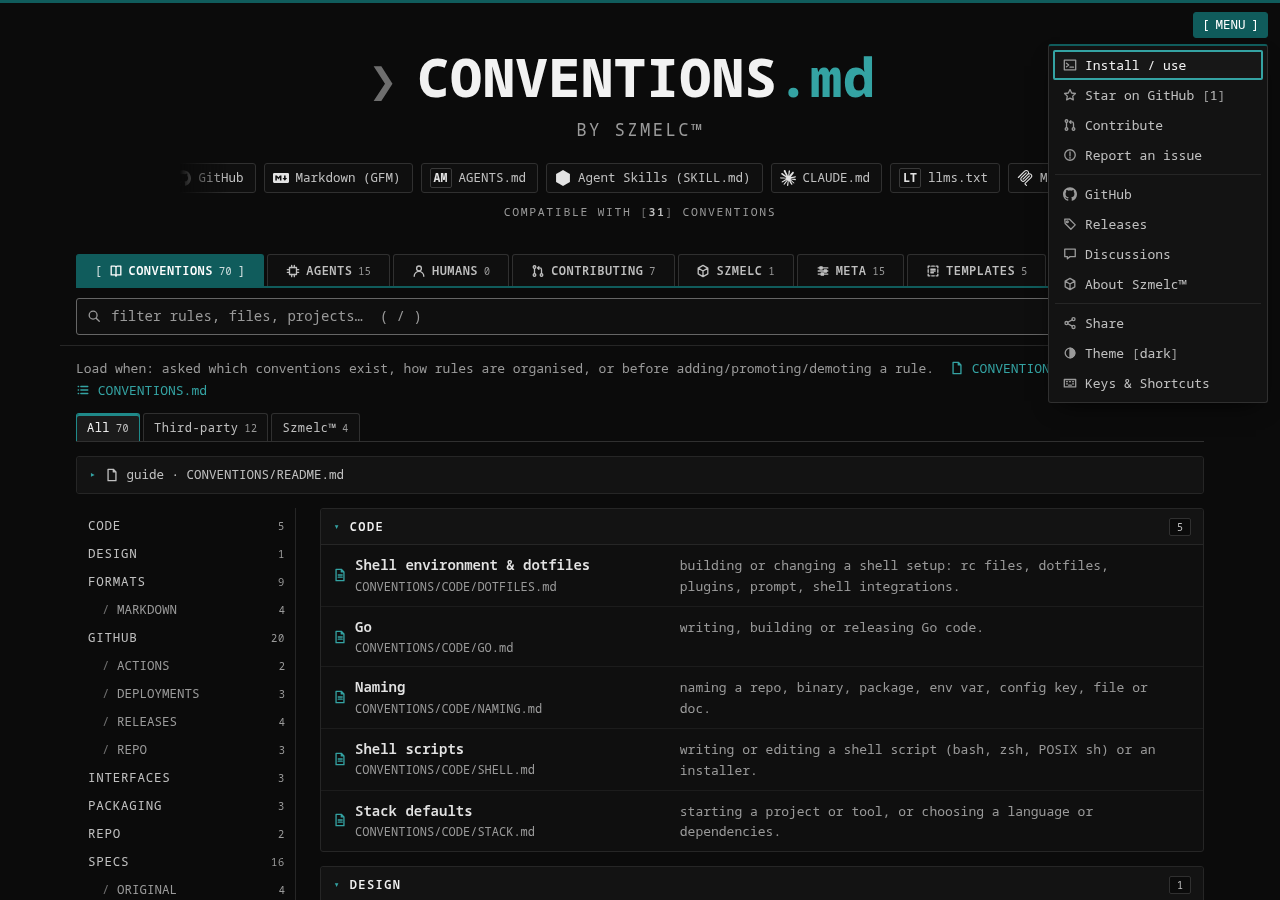 [ MENU ]
❯ CONVENTIONS.md
BY SZMELC™
GitHub
Markdown (GFM)
AM AGENTS.md
Agent Skills (SKILL.md)
CLAUDE.md
LT llms.txt
COMPATIBLE WITH [31] CONVENTIONS
Install / use
Star on GitHub [1]
Contribute
Report an issue
GitHub
Releases
Discussions
About Szmelc™
Share
Theme [dark]
Keys & Shortcuts
[ CONVENTIONS 70 ]
AGENTS 15
HUMANS 0
CONTRIBUTING 7
SZMELC 1
META 15
TEMPLATES 5
filter rules, files, projects… ( / )
Load when: asked which conventions exist, how rules are organised, or before adding/promoting/demoting a rule.
CONVENTIONS.md
All 70
Third-party 12
Szmelc™ 4
▸ guide · CONVENTIONS/README.md
CODE 5
DESIGN 1
FORMATS 9
/ MARKDOWN 4
GITHUB 20
/ ACTIONS 2
/ DEPLOYMENTS 3
/ RELEASES 4
/ REPO 3
INTERFACES 3
PACKAGING 3
REPO 2
SPECS 16
/ ORIGINAL 4
▾ CODE 5
Shell environment & dotfiles
CONVENTIONS/CODE/DOTFILES.md
building or changing a shell setup: rc files, dotfiles,
plugins, prompt, shell integrations.
Go
CONVENTIONS/CODE/GO.md
writing, building or releasing Go code.
Naming
CONVENTIONS/CODE/NAMING.md
naming a repo, binary, package, env var, config key, file or
doc.
Shell scripts
CONVENTIONS/CODE/SHELL.md
writing or editing a shell script (bash, zsh, POSIX sh) or an
installer.
Stack defaults
CONVENTIONS/CODE/STACK.md
starting a project or tool, or choosing a language or
dependencies.
▾ DESIGN 1